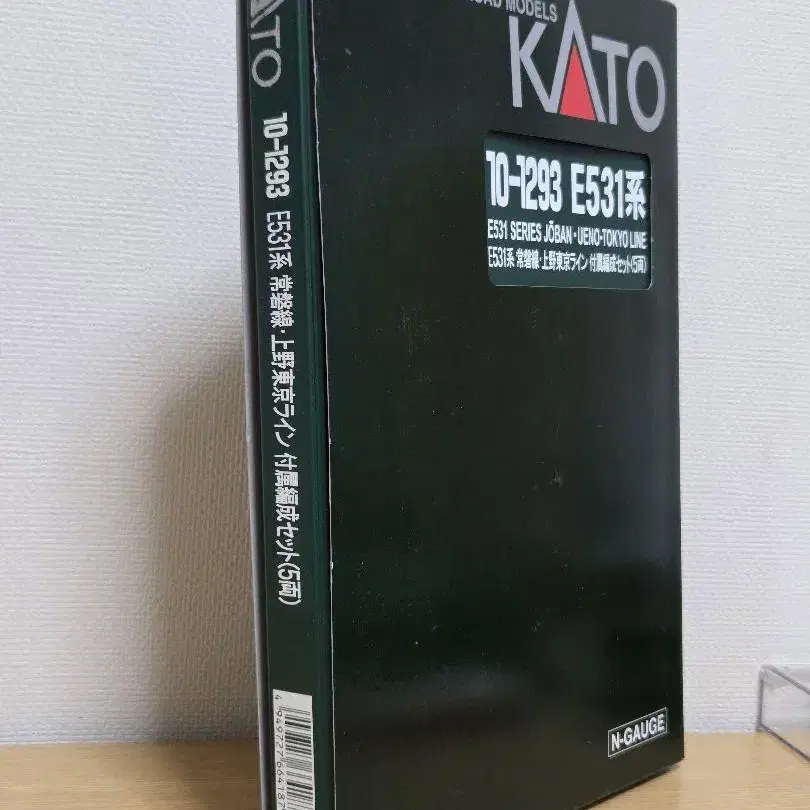 KATO
10-1293 E531系 常磐線・上野東京ライン 付属編成セット(5両)
4949727664187
MODELS
KATO
10-1293 E531系
E531 SERIES JŌBAN・UENO-TOKYO LINE
E531系 常磐線・上野東京ライン 付属編成セット(5両)
N-GAUGE